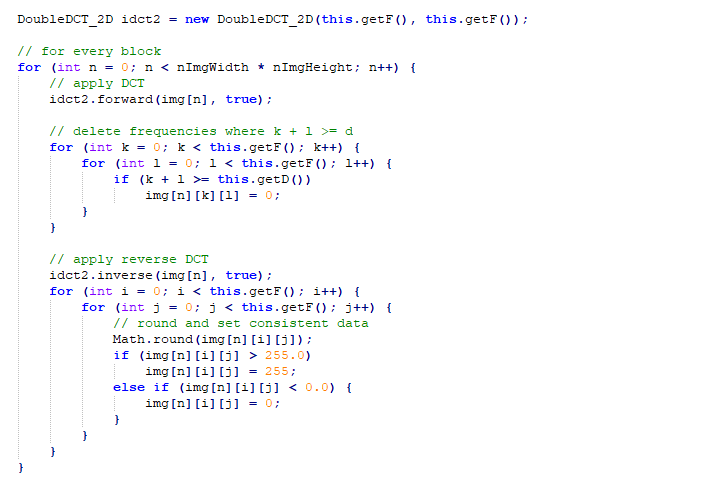 DoubleDCT_2D idct2 = new DoubleDCT_2D(this.getF(), this.getF());
// for every block
for (int n = 0; n < nImgWidth * nImgHeight; n++) {
// apply DCT
idct2.forward(img[n], true);
// delete frequencies where k + l >= d
for (int k = 0; k < this.getF(); k++) {
for (int l = 0; l < this.getF(); l++) {
if (k + l >= this.getD())
img[n][k][l] = 0;
}
}
// apply reverse DCT
idct2.inverse(img[n], true);
for (int i = 0; i < this.getF(); i++) {
for (int j = 0; j < this.getF(); j++) {
// round and set consistent data
Math.round(img[n][i][j]);
if (img[n][i][j] > 255.0)
img[n][i][j] = 255;
else if (img[n][i][j] < 0.0) {
img[n][i][j] = 0;
}
}
}
}